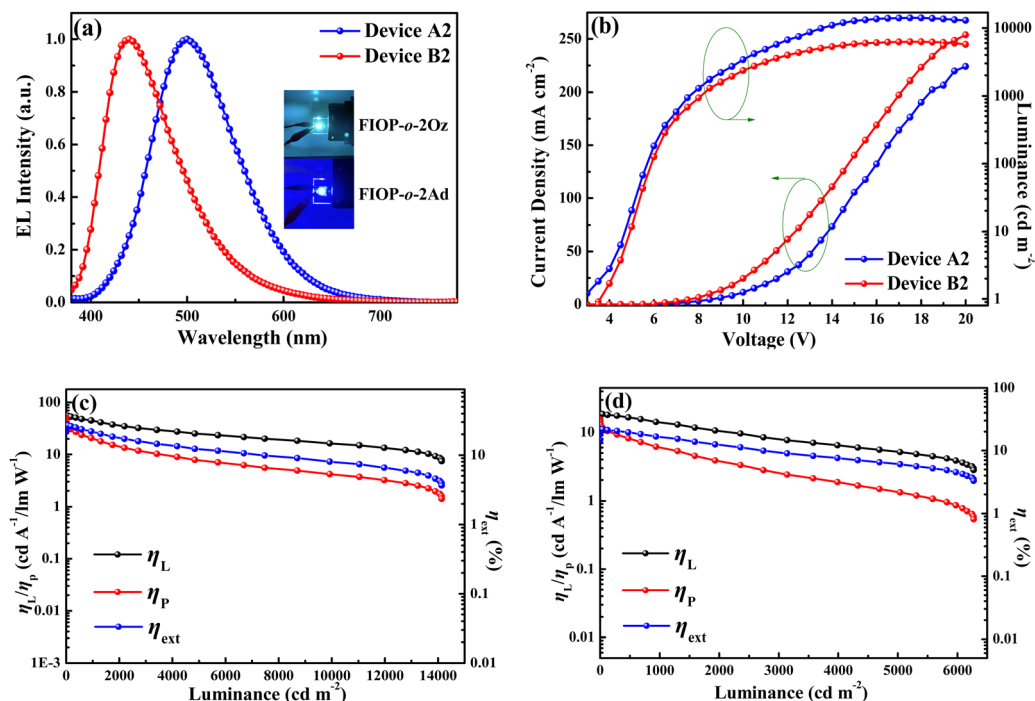 (a)
Device A2
Device B2
FIOP-o-2Oz
FIOP-o-2Ad
EL Intensity (a.u.)
1.0
0.8
0.6
0.4
0.2
0.0
400 500 600 700
Wavelength (nm)
(b)
Current Density (mA cm-2)
250
200
150
100
50
0
Luminance (cd m-2)
10000
1000
100
10
1
Device A2
Device B2
4 6 8 10 12 14 16 18 20
Voltage (V)
(c)
ηL/ηp (cd A-1/lm W-1)
100
10
1
0.1
0.01
1E-3
ηL
ηP
ηext
ηext (%)
10
1
0.1
0.01
0 2000 4000 6000 8000 10000 12000 14000
Luminance (cd m-2)
(d)
ηL/ηp (cd A-1/lm W-1)
10
1
0.1
0.01
ηL
ηP
ηext
ηext (%)
100
10
1
0.1
0.01
0 1000 2000 3000 4000 5000 6000
Luminance (cd m-2)